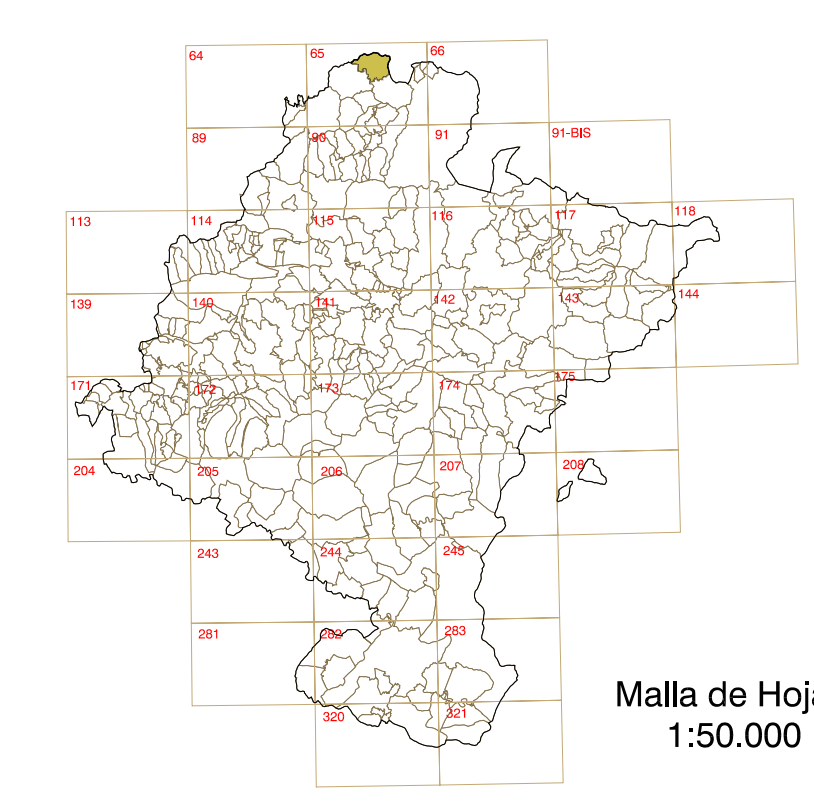 64 65 66
89 90 91 91-BIS
113 114 115 116 117 118
139 140 141 142 143 144
171 172 173 174 175
204 205 206 207 208
243 244 245
281 282 283
320 321
Malla de Hoja
1:50.000